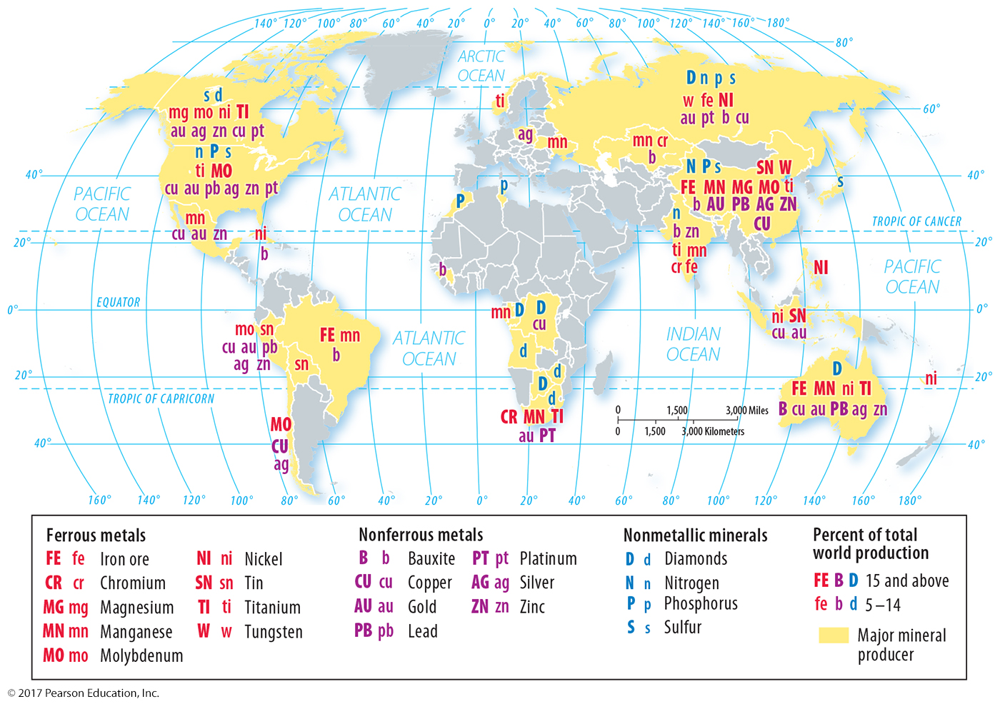 140° 120° 100° 80° 60° 40° 20° 0° 20° 40° 60° 80° 100° 120° 140° 160° 180°
80°
ARCTIC
OCEAN
60°
s d
mg mo ni TI
au ag zn cu pt
n P s
ti MO
cu au pb ag zn pt
mn
cu au zn
ni
b
ti
ag
mn
D n p s
w fe NI
au pt b cu
mn cr
b
N P s
SN W
FE MN MG MO ti
b AU PB AG ZN
CU
s
40°
40°
PACIFIC
OCEAN
ATLANTIC
OCEAN
P
p
n
b zn
ti mn
cr fe
TROPIC OF CANCER
20°
20°
b
NI
PACIFIC
OCEAN
EQUATOR
0°
0°
mn D
D
cu
d
d
D
d
CR MN TI
au PT
ni SN
cu au
mo sn
cu au pb
ag zn
FE mn
b
sn
ATLANTIC
OCEAN
INDIAN
OCEAN
20°
20°
TROPIC OF CAPRICORN
D
FE MN ni TI
B cu au PB ag zn
ni
MO
CU
ag
0 1,500 3,000 Miles
0 1,500 3,000 Kilometers
40°
40°
160° 140° 120° 100° 80° 60° 40° 20° 0° 20° 40° 60° 80° 100° 120° 140° 160° 180°
Ferrous metals
FE fe Iron ore
CR cr Chromium
MG mg Magnesium
MN mn Manganese
MO mo Molybdenum
NI ni Nickel
SN sn Tin
TI ti Titanium
W w Tungsten
Nonferrous metals
B b Bauxite
CU cu Copper
AU au Gold
PB pb Lead
PT pt Platinum
AG ag Silver
ZN zn Zinc
Nonmetallic minerals
D d Diamonds
N n Nitrogen
P p Phosphorus
S s Sulfur
Percent of total
world production
FE B D 15 and above
fe b d 5–14
Major mineral
producer
© 2017 Pearson Education, Inc.